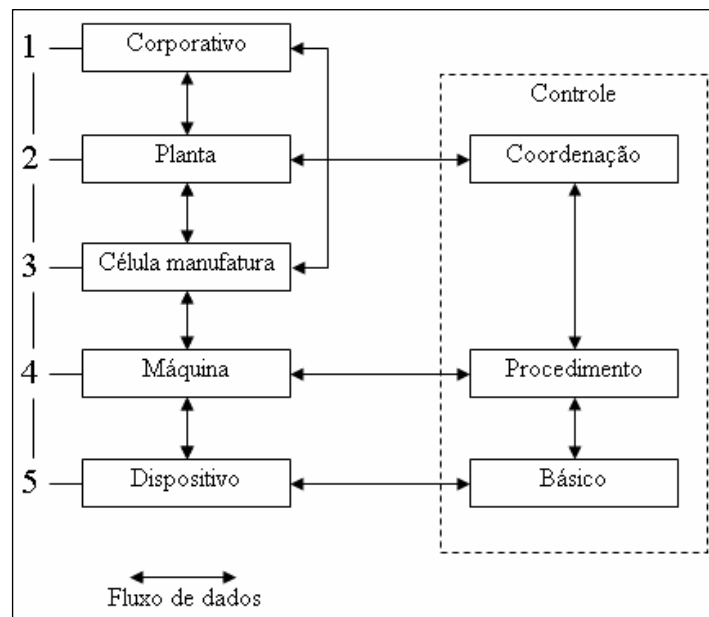 1
Corporativo
Controle
2
Planta
Coordenação
3
Célula manufatura
4
Máquina
Procedimento
5
Dispositivo
Básico
Fluxo de dados